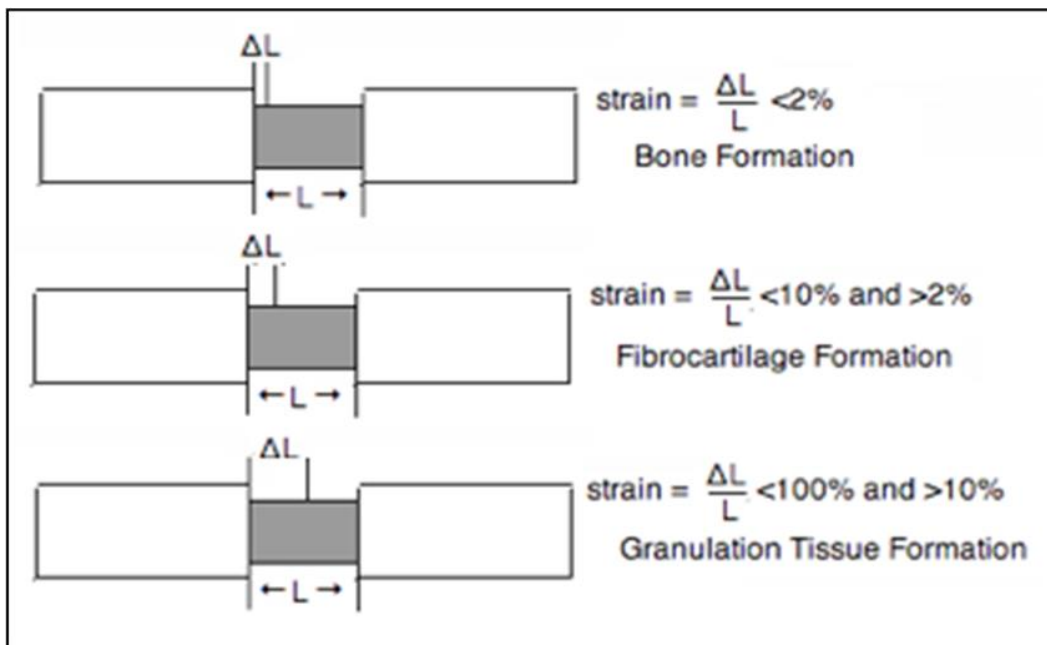 ΔL
strain = ΔL/L <2%
Bone Formation
← L →
ΔL
strain = ΔL/L <10% and >2%
Fibrocartilage Formation
← L →
ΔL
strain = ΔL/L <100% and >10%
Granulation Tissue Formation
← L →